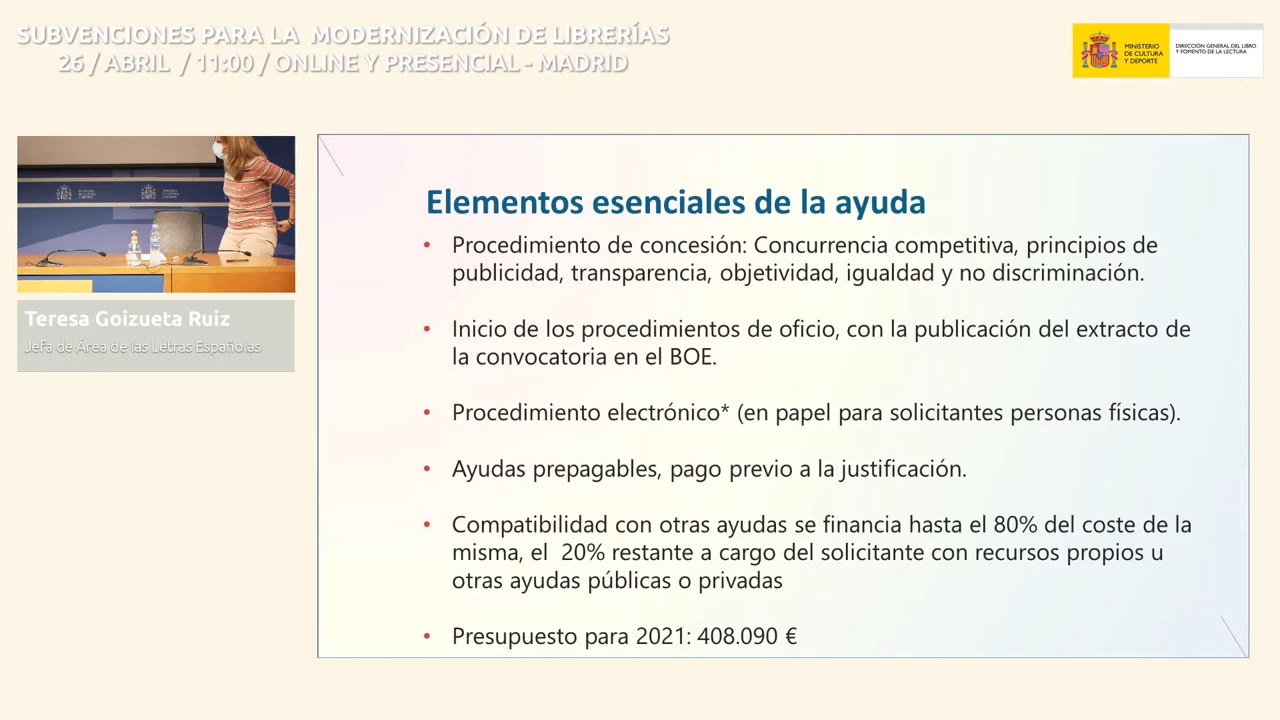 SUBVENCIONES PARA LA MODERNIZACIÓN DE LIBRERÍAS
26 / ABRIL / 11:00 / ONLINE Y PRESENCIAL - MADRID
MINISTERIO
DE CULTURA
Y DEPORTE
DIRECCIÓN GENERAL DEL LIBRO
Y FOMENTO DE LA LECTURA
Teresa Goizueta Ruiz
Jefa de Área de las Letras Españolas
Elementos esenciales de la ayuda
• Procedimiento de concesión: Concurrencia competitiva, principios de
publicidad, transparencia, objetividad, igualdad y no discriminación.
• Inicio de los procedimientos de oficio, con la publicación del extracto de
la convocatoria en el BOE.
• Procedimiento electrónico* (en papel para solicitantes personas físicas).
• Ayudas prepagables, pago previo a la justificación.
• Compatibilidad con otras ayudas se financia hasta el 80% del coste de la
misma, el 20% restante a cargo del solicitante con recursos propios u
otras ayudas públicas o privadas
• Presupuesto para 2021: 408.090 €